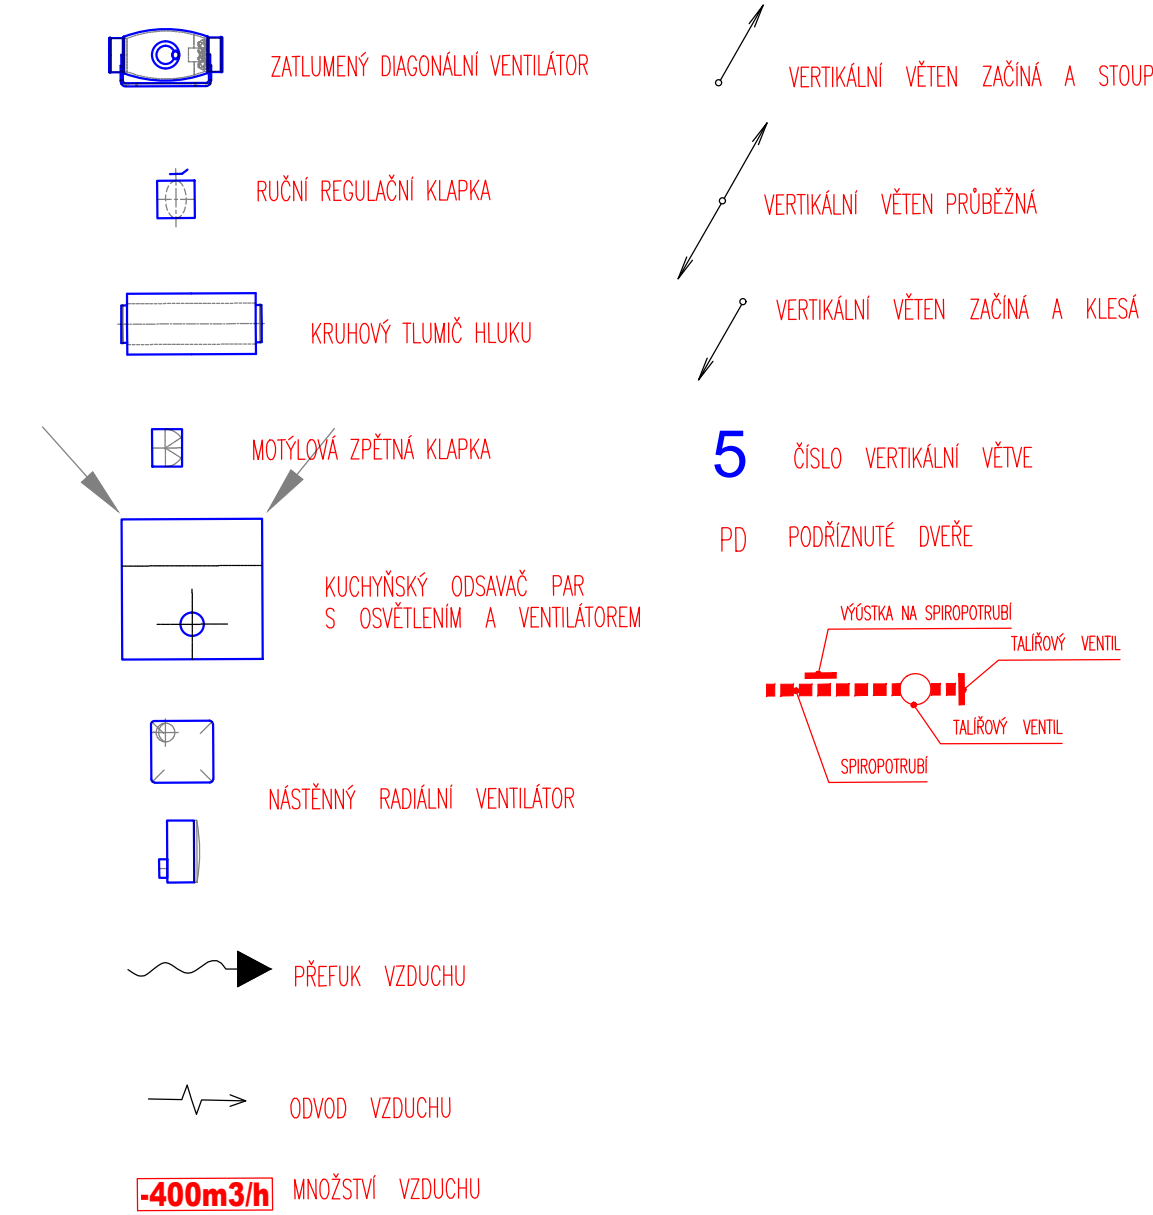 ZATLUMENÝ DIAGONÁLNÍ VENTILÁTOR
RUČNÍ REGULAČNÍ KLAPKA
KRUHOVÝ TLUMIČ HLUKU
MOTÝLOVÁ ZPĚTNÁ KLAPKA
KUCHYŇSKÝ ODSAVAČ PAR
S OSVĚTLENÍM A VENTILÁTOREM
NÁSTĚNNÝ RADIÁLNÍ VENTILÁTOR
PŘEFUK VZDUCHU
ODVOD VZDUCHU
-400m3/h MNOŽSTVÍ VZDUCHU
VERTIKÁLNÍ VĚTEN ZAČÍNÁ A STOUP
VERTIKÁLNÍ VĚTEN PRŮBĚŽNÁ
VERTIKÁLNÍ VĚTEN ZAČÍNÁ A KLESÁ
5 ČÍSLO VERTIKÁLNÍ VĚTVE
PD PODŘÍZNUTÉ DVEŘE
VÝÚSTKA NA SPIROPOTRUBÍ
TALÍŘOVÝ VENTIL
TALÍŘOVÝ VENTIL
SPIROPOTRUBÍ